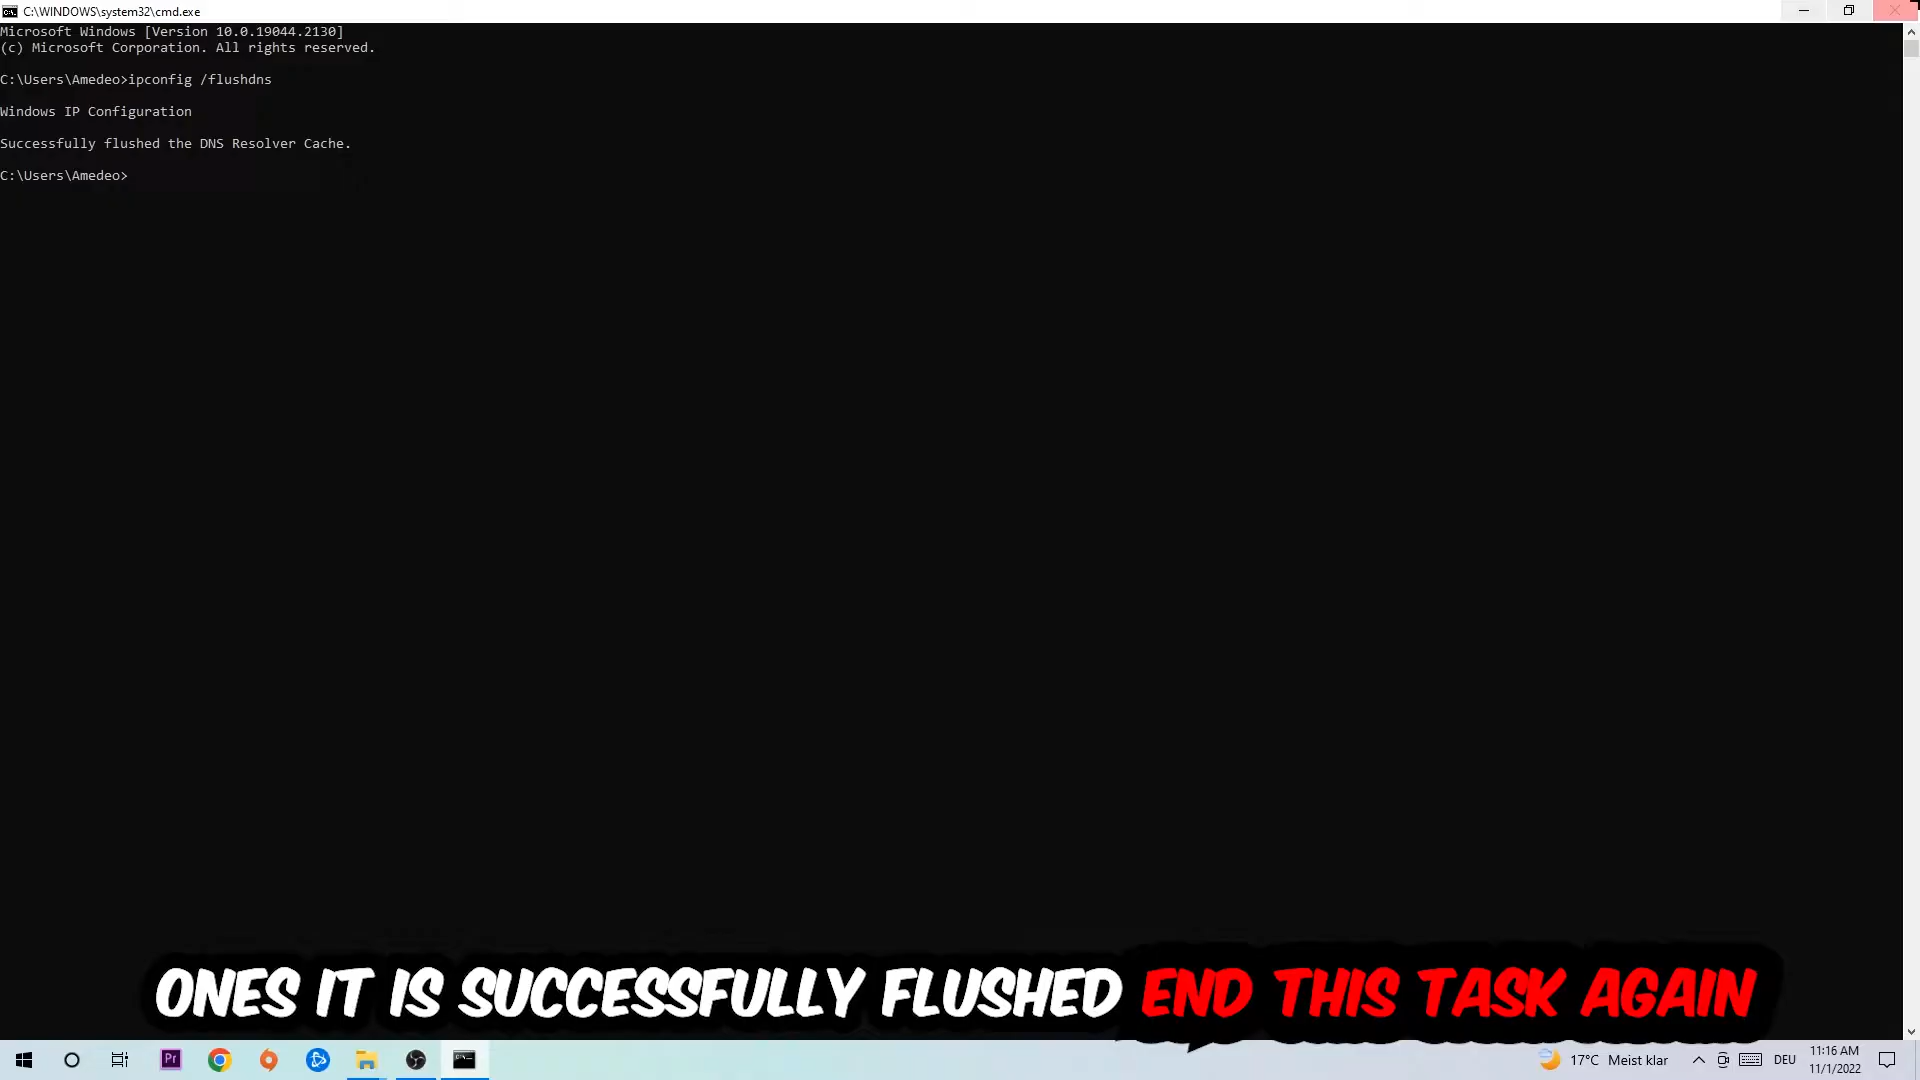 C:\WINDOWS\system32\cmd.exe
Microsoft Windows [Version 10.0.19044.2130]
(c) Microsoft Corporation. All rights reserved.
C:\Users\Amedeo>ipconfig /flushdns
Windows IP Configuration
Successfully flushed the DNS Resolver Cache.
C:\Users\Amedeo>
ONES IT IS SUCCESSFULLY FLUSHED END THIS TASK AGAIN
Pr
17°C Meist klar
DEU
11:16 AM
11/1/2022